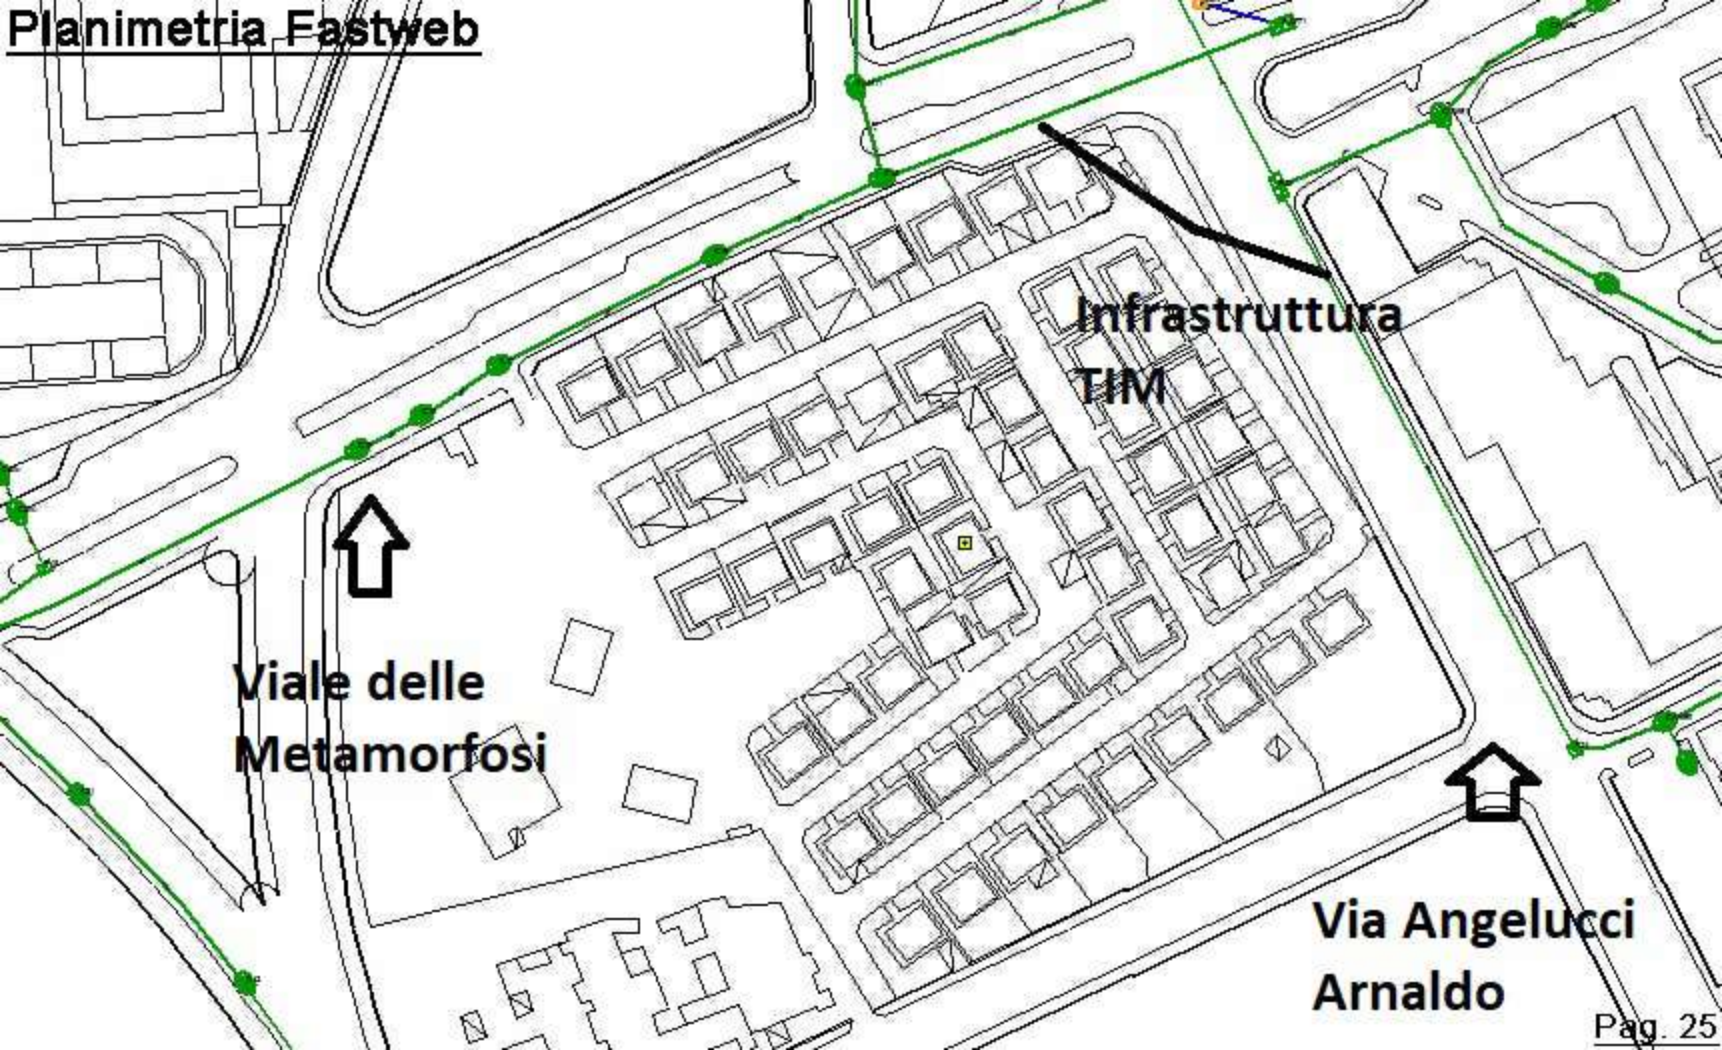 Planimetria Fastweb
Infrastruttura
TIM
Viale delle
Metamorfosi
Via Angelucci
Arnaldo
Pag. 25